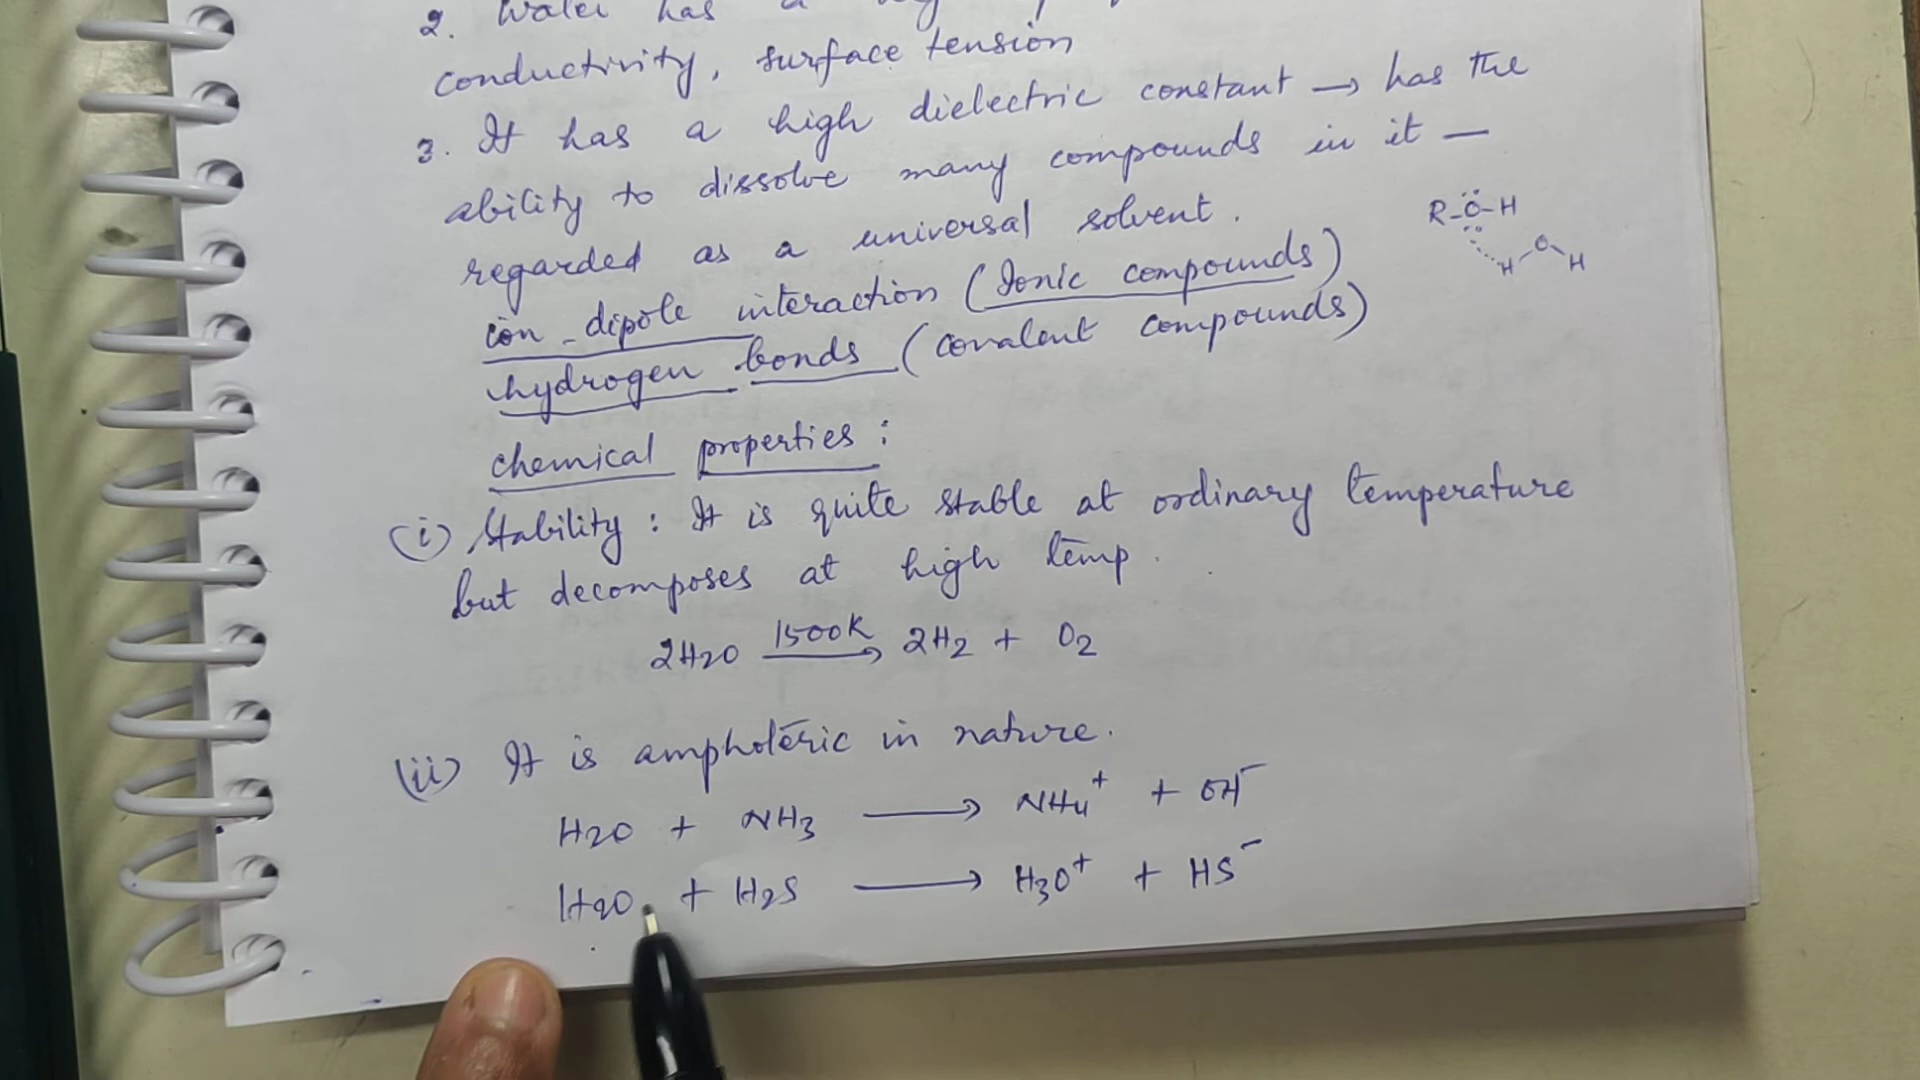 2. Water has a
conductivity, surface tension
3. It has a high dielectric constant → has the
ability to dissolve many compounds in it —
regarded as a universal solvent.
R-O-H
H O H
ion-dipole interaction (Ionic compounds)
hydrogen bonds (covalent compounds)
chemical properties :
(i) Stability : It is quite stable at ordinary temperature
but decomposes at high temp.
2H2O 1500K→ 2H2 + O2
(ii) It is amphoteric in nature.
H2O + NH3 → NH4+ + OH-
H2O + H2S → H3O+ + HS-